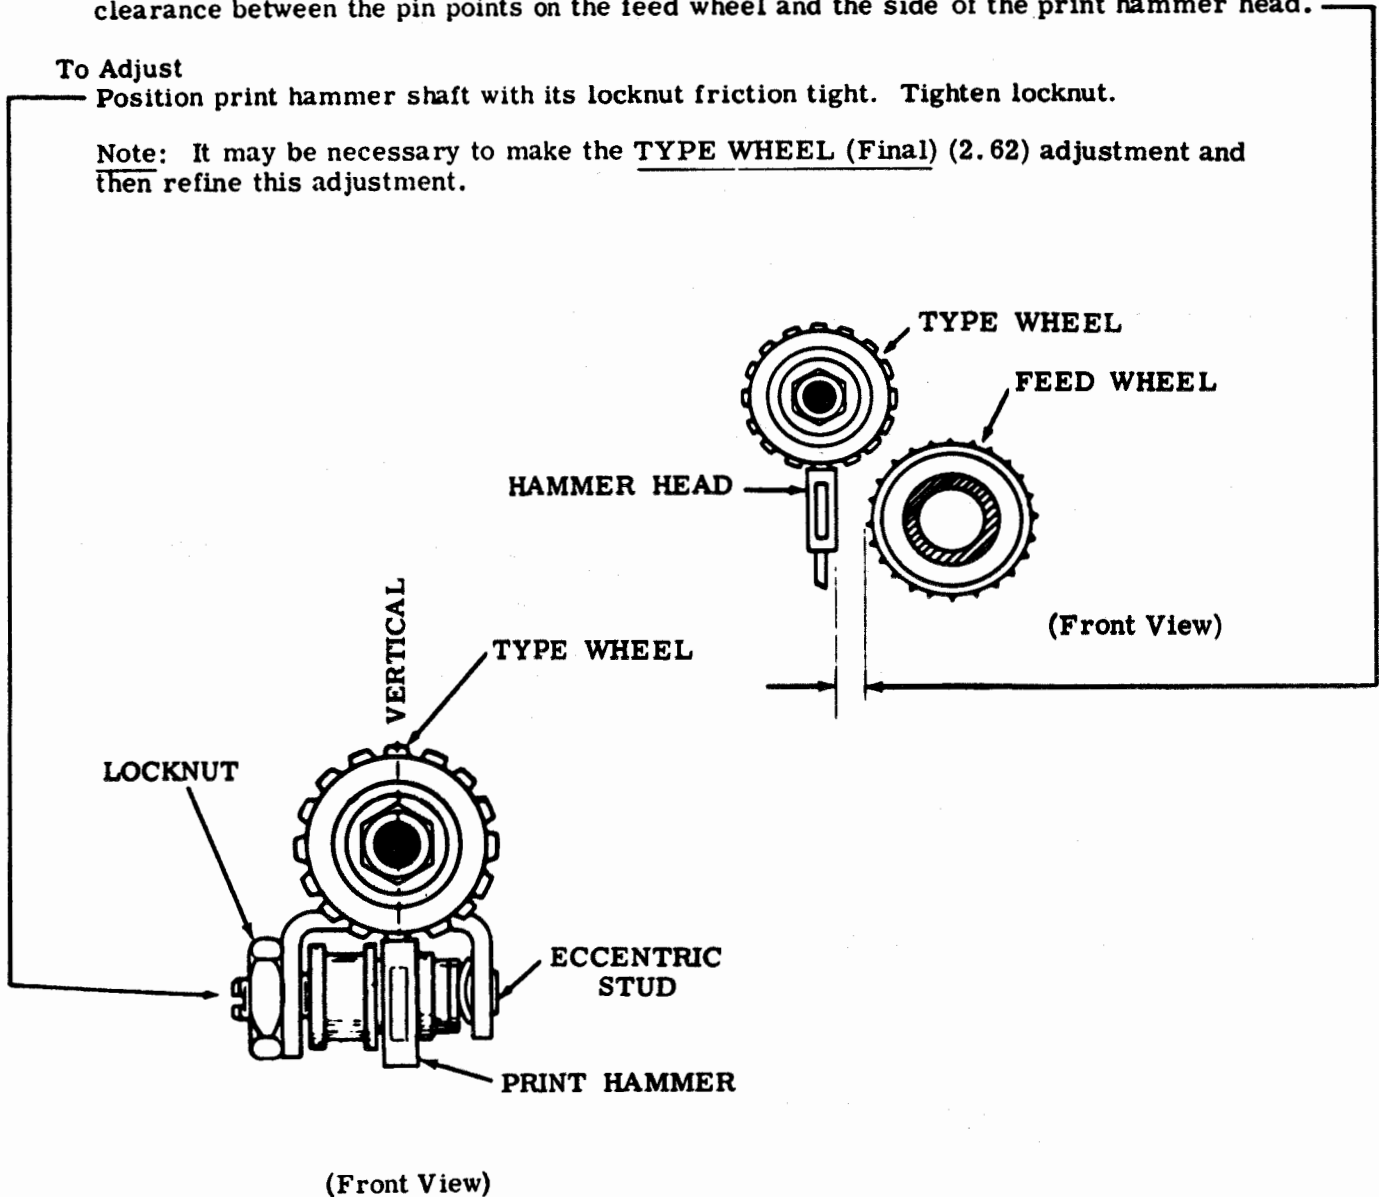 clearance between the pin points on the feed wheel and the side of the print hammer head.
To Adjust
Position print hammer shaft with its locknut friction tight. Tighten locknut.
Note: It may be necessary to make the TYPE WHEEL (Final) (2.62) adjustment and
then refine this adjustment.
TYPE WHEEL
FEED WHEEL
HAMMER HEAD
(Front View)
VERTICAL
TYPE WHEEL
LOCKNUT
ECCENTRIC
STUD
PRINT HAMMER
(Front View)